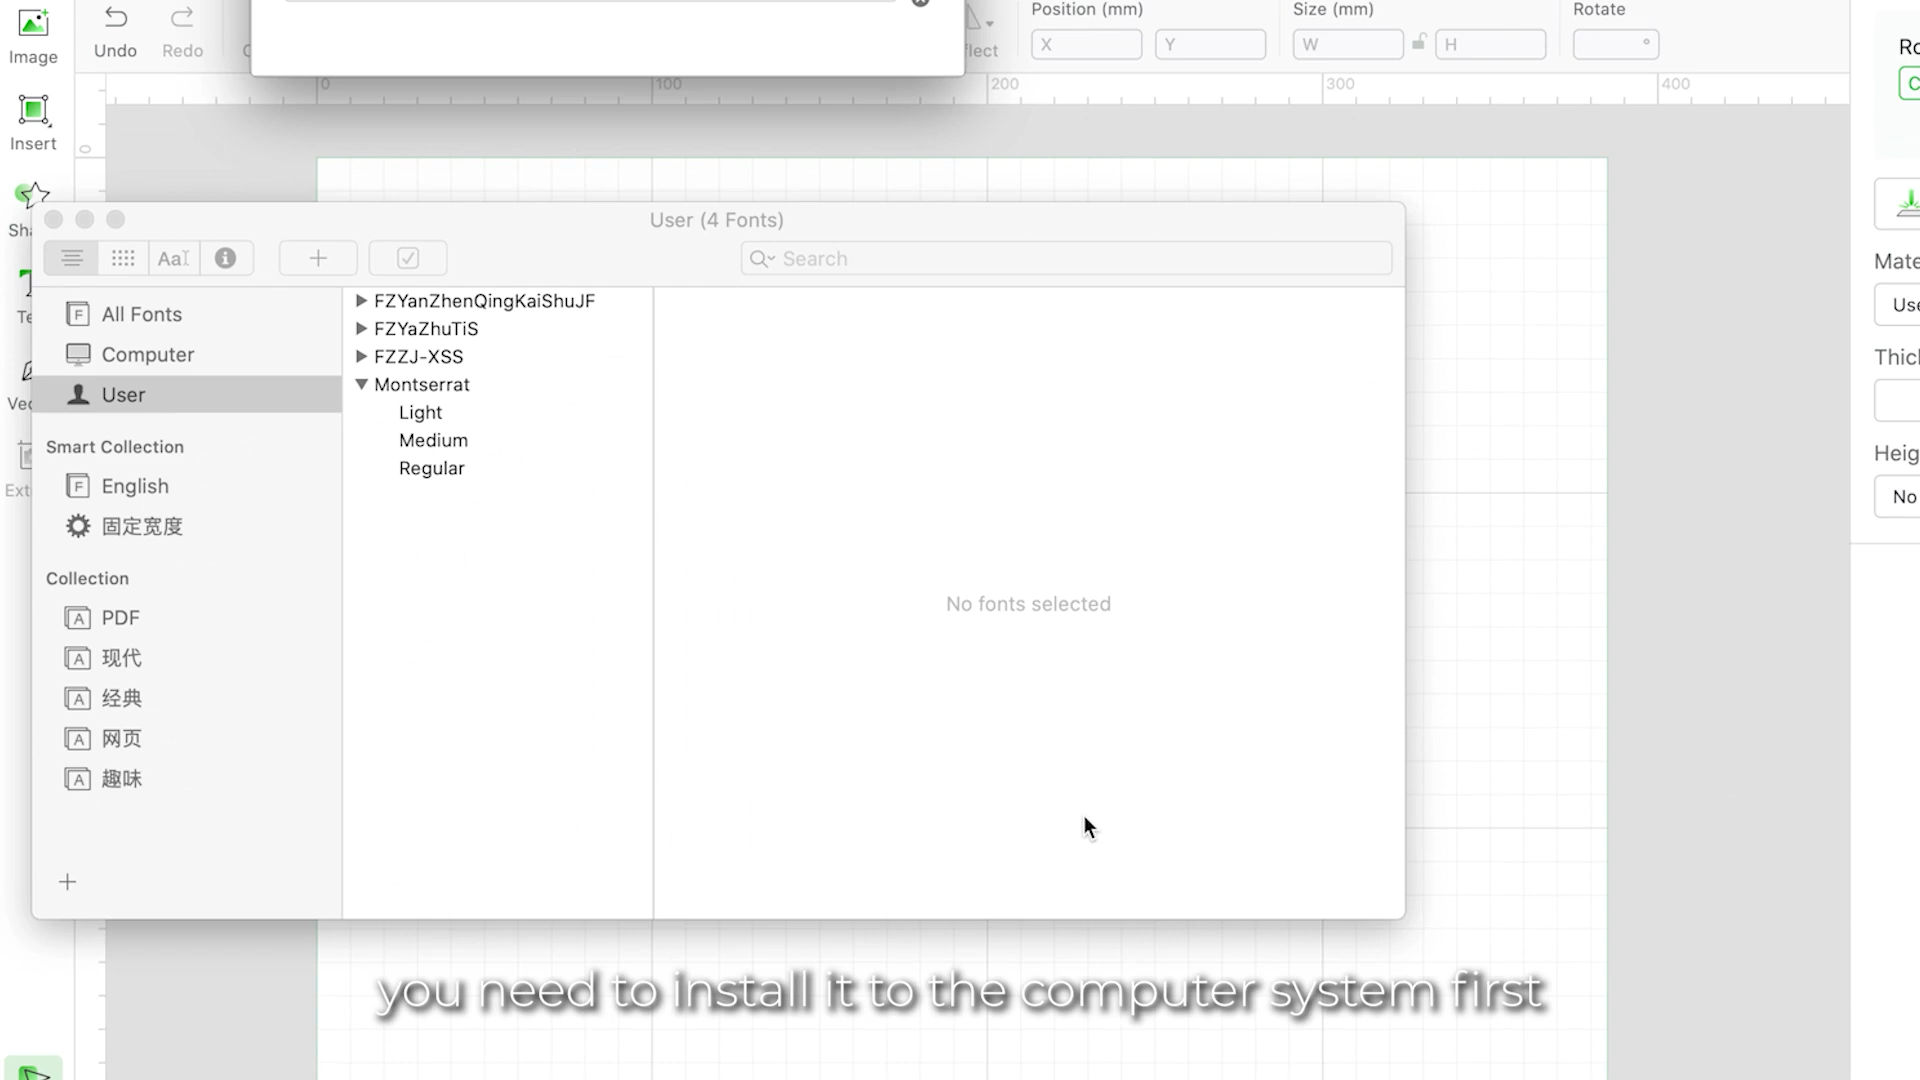 Image
Undo
Redo
Position (mm)
X
Y
Size (mm)
W
H
Rotate
°
0
100
200
300
400
0
Insert
User (4 Fonts)
Search
All Fonts
Computer
User
Smart Collection
English
固定宽度
Collection
PDF
现代
经典
网页
趣味
FZYanZhenQingKaiShuJF
FZYaZhuTiS
FZZJ-XSS
Montserrat
Light
Medium
Regular
No fonts selected
No
you need to install it to the computer system first